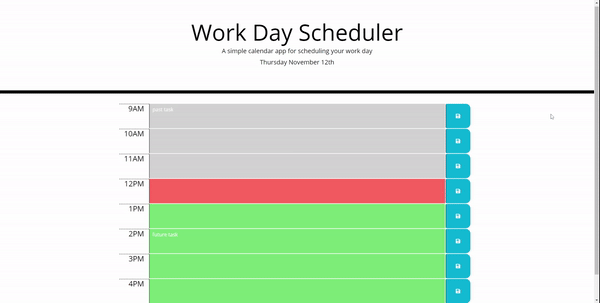 Work Day Scheduler
A simple calendar app for scheduling your work day
Thursday November 12th
9AM
past task
10AM
11AM
12PM
1PM
2PM
future task
3PM
4PM